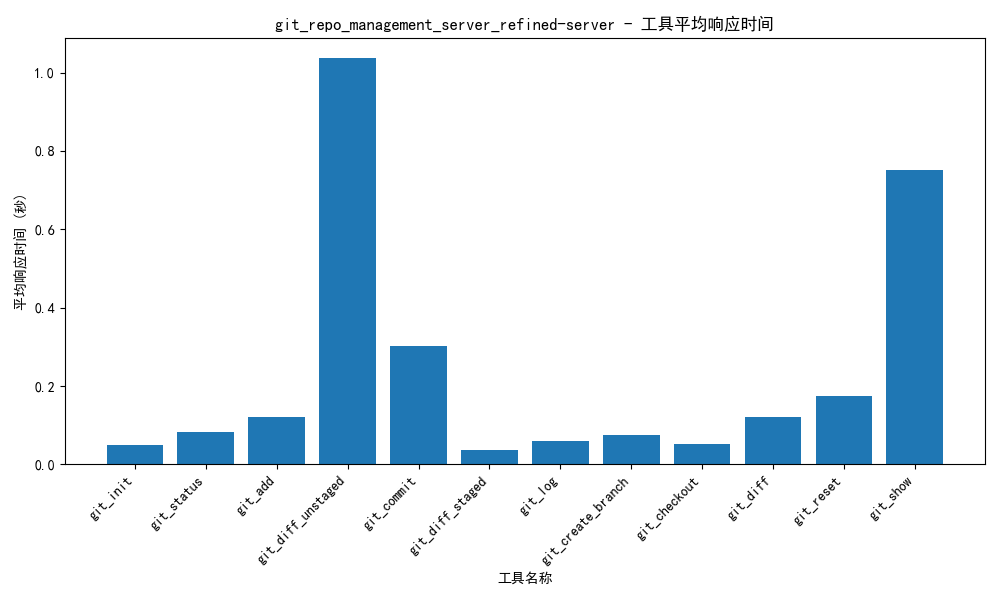 git_repo_management_server_refined-server - 工具平均响应时间
平均响应时间 (秒)
1.0
0.8
0.6
0.4
0.2
0.0
git_init
git_status
git_add
git_diff_unstaged
git_commit
git_diff_staged
git_log
git_create_branch
git_checkout
git_diff
git_reset
git_show
工具名称